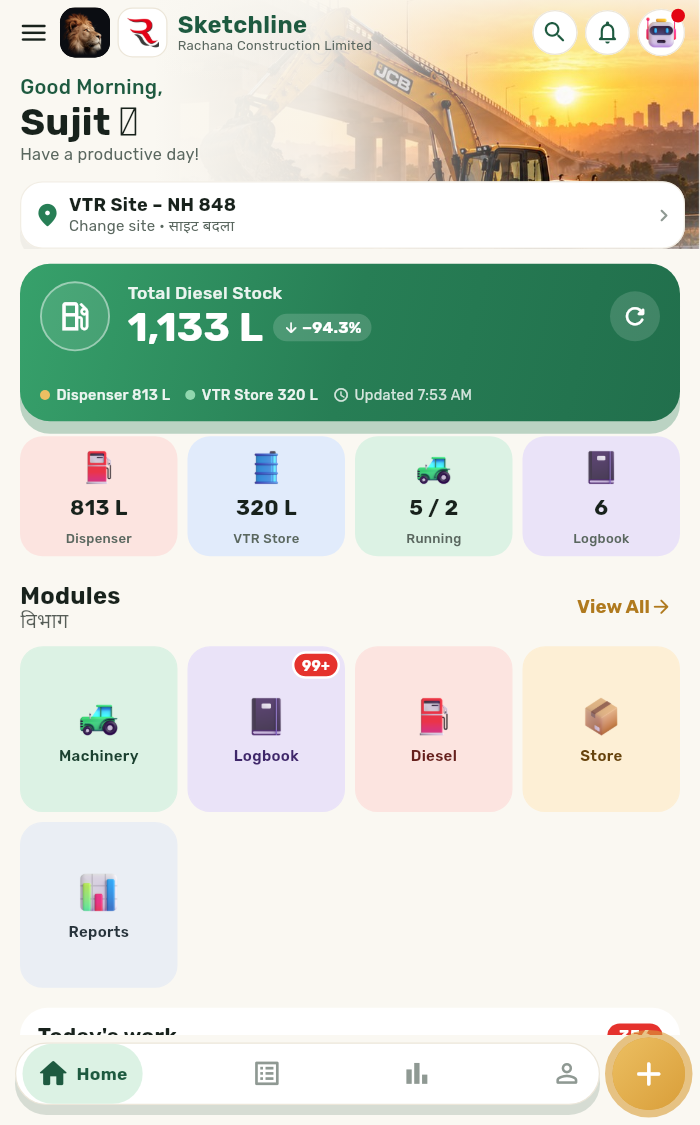 Sketchline
Rachana Construction Limited
JCB
Good Morning,
Sujit
Have a productive day!
VTR Site – NH 848
Change site • साइट बदला
Total Diesel Stock
1,133 L ↓ −94.3%
Dispenser 813 L VTR Store 320 L Updated 7:53 AM
813 L 320 L 5 / 2 6
Dispenser VTR Store Running Logbook
Modules
विभाग
View All →
99+
Machinery Logbook Diesel Store
Reports
Today's work
Home